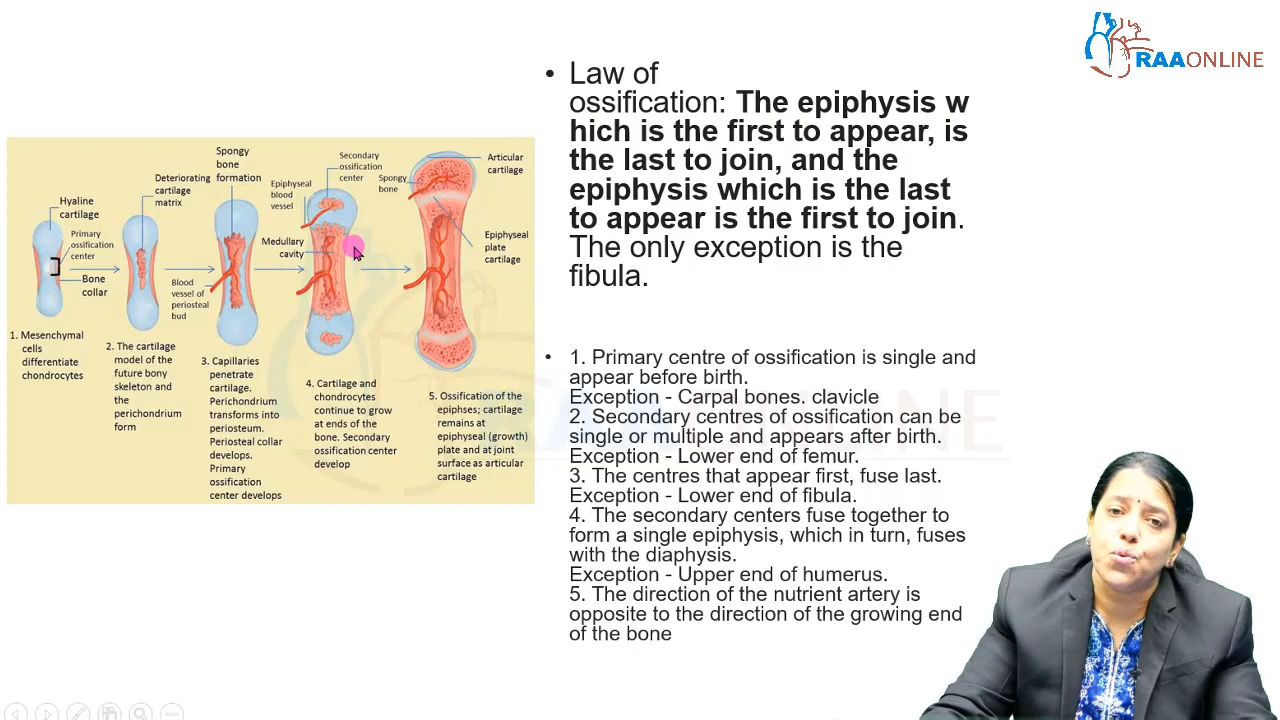 RAAONLINE
• Law of
ossification: The epiphysis w
hich is the first to appear, is
the last to join, and the
epiphysis which is the last
to appear is the first to join.
The only exception is the
fibula.
• 1. Primary centre of ossification is single and
appear before birth.
Exception - Carpal bones. clavicle
2. Secondary centres of ossification can be
single or multiple and appears after birth.
Exception - Lower end of femur.
3. The centres that appear first, fuse last.
Exception - Lower end of fibula.
4. The secondary centers fuse together to
form a single epiphysis, which in turn, fuses
with the diaphysis.
Exception - Upper end of humerus.
5. The direction of the nutrient artery is
opposite to the direction of the growing end
of the bone
Hyaline
cartilage
Primary
ossification
center
Bone
collar
Deteriorating
cartilage
matrix
Spongy
bone
formation
Blood
vessel of
periosteal
bud
Epiphyseal
blood
vessel
Medullary
cavity
Secondary
ossification
center
Spongy
bone
Articular
cartilage
Epiphyseal
plate
cartilage
1. Mesenchymal
cells
differentiate
chondrocytes
2. The cartilage
model of the
future bony
skeleton and
the
perichondrium
form
3. Capillaries
penetrate
cartilage.
Perichondrium
transforms into
periosteum.
Periosteal collar
develops.
Primary
ossification
center develops
4. Cartilage and
chondrocytes
continue to grow
at ends of the
bone. Secondary
ossification center
develop
5. Ossification of the
epiphses; cartilage
remains at
epiphyseal (growth)
plate and at joint
surface as articular
cartilage
RAAONLINE